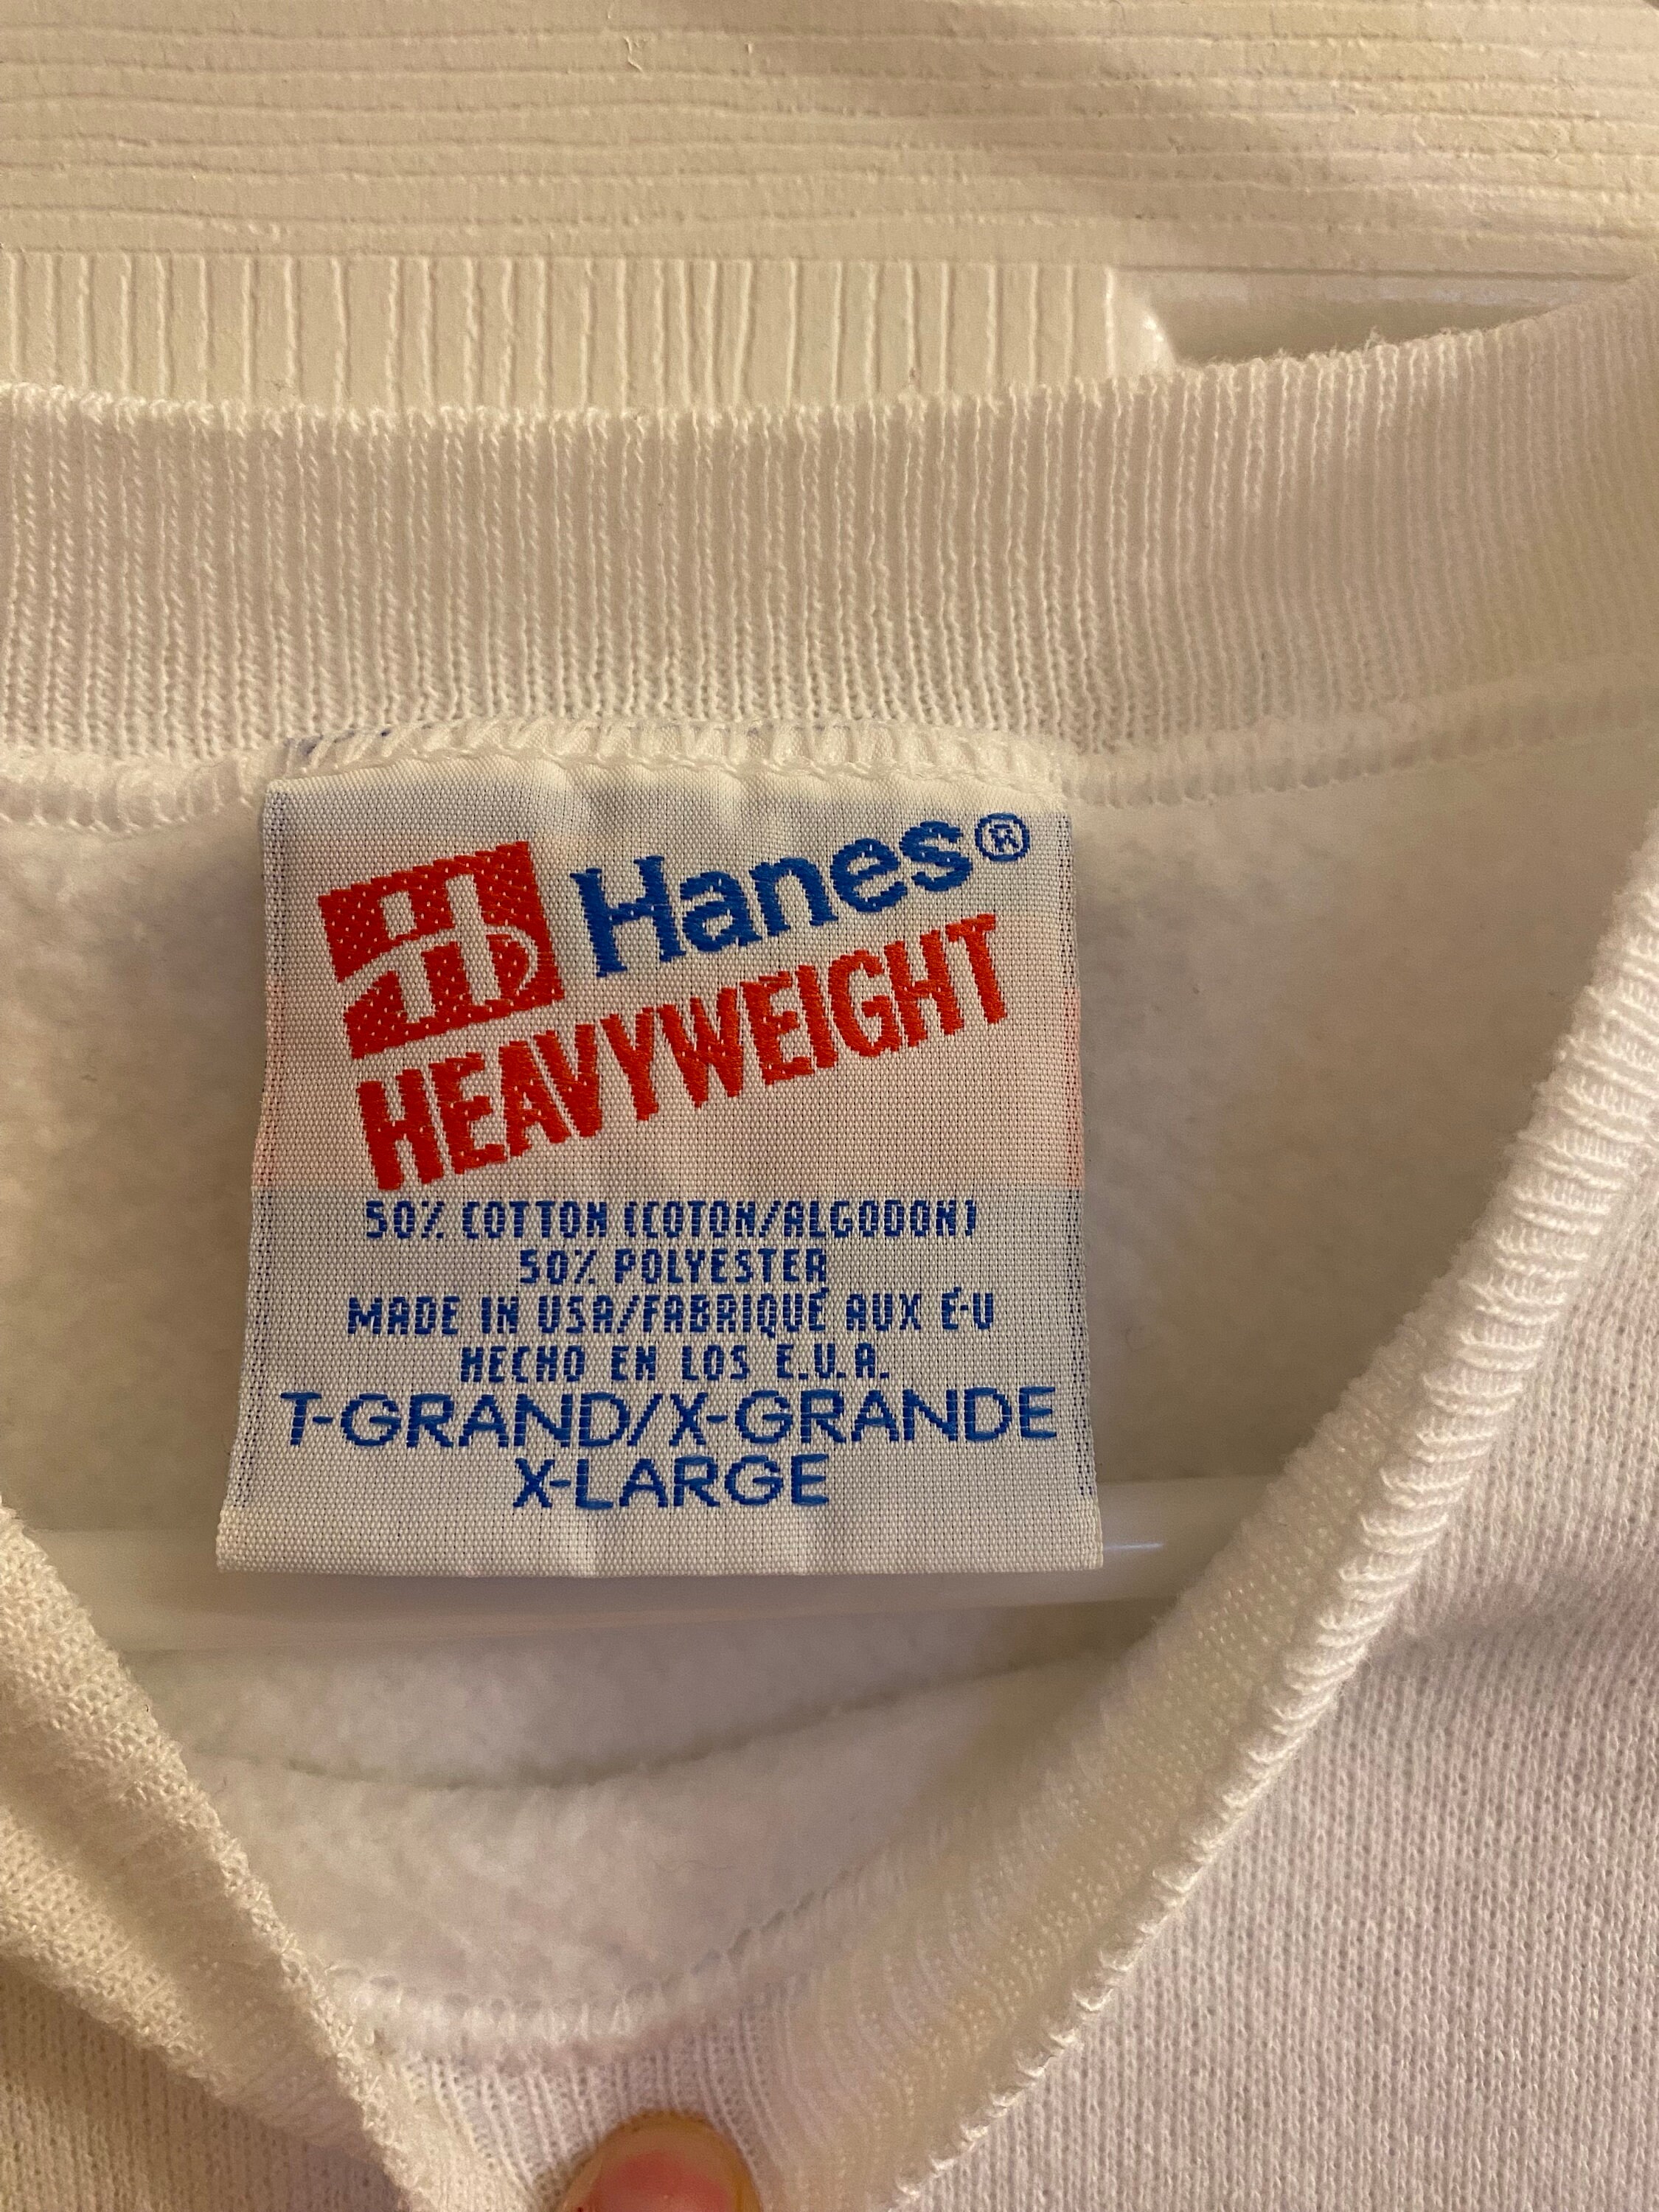 Hanes®
HEAVYWEIGHT
50% COTTON (COTON/ALGODON)
50% POLYESTER
MADE IN USA/FABRIQUÉ AUX É-U
HECHO EN LOS E.U.A.
T-GRAND/X-GRANDE
X-LARGE